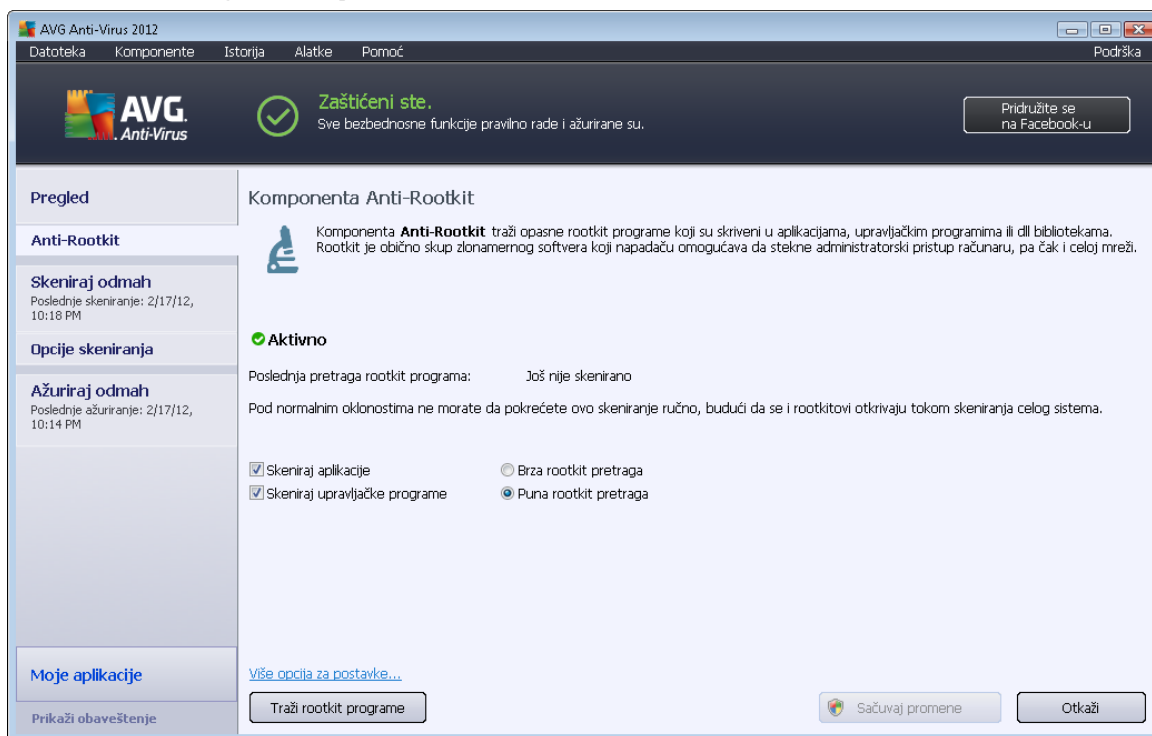 AVG Anti-Virus 2012
Datoteka Komponente Istorija Alatke Pomoć Podrška
AVG.
Anti-Virus
Zaštićeni ste.
Sve bezbednosne funkcije pravilno rade i ažurirane su.
Pridružite se
na Facebook-u
Pregled
Anti-Rootkit
Skeniraj odmah
Poslednje skeniranje: 2/17/12,
10:18 PM
Opcije skeniranja
Ažuriraj odmah
Poslednje ažuriranje: 2/17/12,
10:14 PM
Moje aplikacije
Prikaži obaveštenje
Komponenta Anti-Rootkit
Komponenta Anti-Rootkit traži opasne rootkit programe koji su skriveni u aplikacijama, upravljačkim programima ili dll bibliotekama.
Rootkit je obično skup zlonamernog softvera koji napadaču omogućava da stekne administratorski pristup računaru, pa čak i celoj mreži.
Aktivno
Poslednja pretraga rootkit programa: Još nije skenirano
Pod normalnim oklonostima ne morate da pokrećete ovo skeniranje ručno, budući da se i rootkitovi otkrivaju tokom skeniranja celog sistema.
Skeniraj aplikacije Brza rootkit pretraga
Skeniraj upravljačke programe Puna rootkit pretraga
Više opcija za postavke...
Traži rootkit programe Sačuvaj promene Otkaži